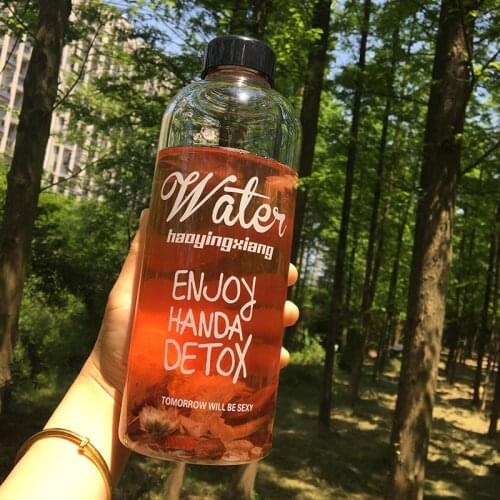 Water
haoyingxiang
ENJOY
HANDA
DETOX
TOMORROW WILL BE SEXY